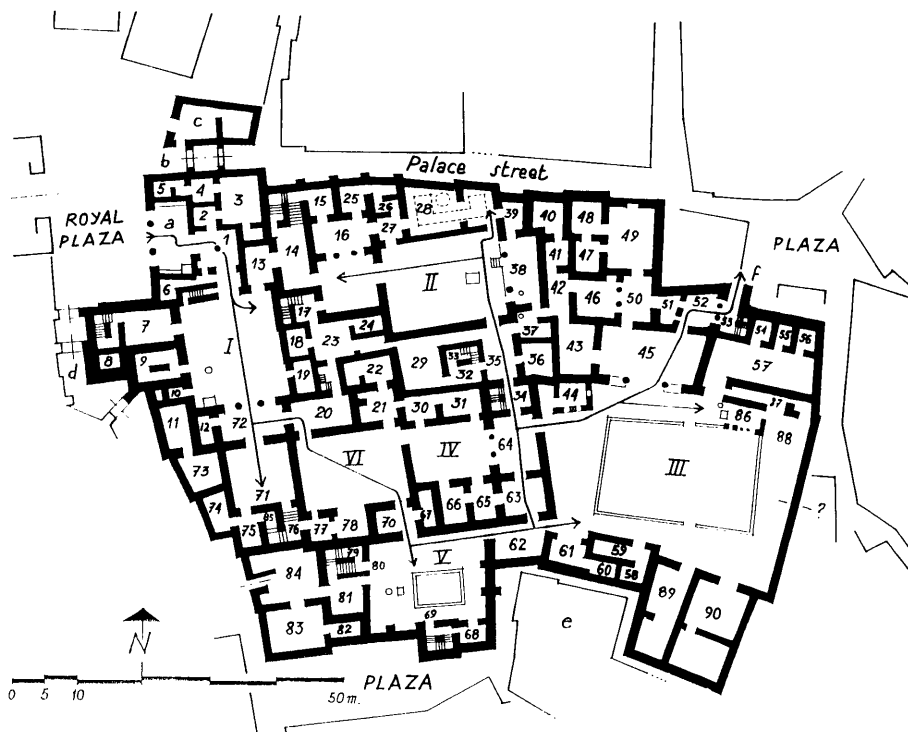 c
b
Palace street
5 4 3 15 25 26 28 39 40 48
ROYAL PLAZA
a 2 1 14 16 27 49
PLAZA
13 38 41 47
II
f
6 42 46 50 51 52
17 37 53 54 55 56
7 I 18 23 24 29 33 35 43 45
d 8 9 22 32 56 57
19
10 34 44 37
11 12 72 20 21 30 31 86 88
VI IV 64 III
73 71
74 66 65 63 ?
75 85 76 77 78 70 67
79 80 V 62 61 59
84 60 58
81 89 90
e
83 82 69 68
N
PLAZA
0 5 10 50 m.